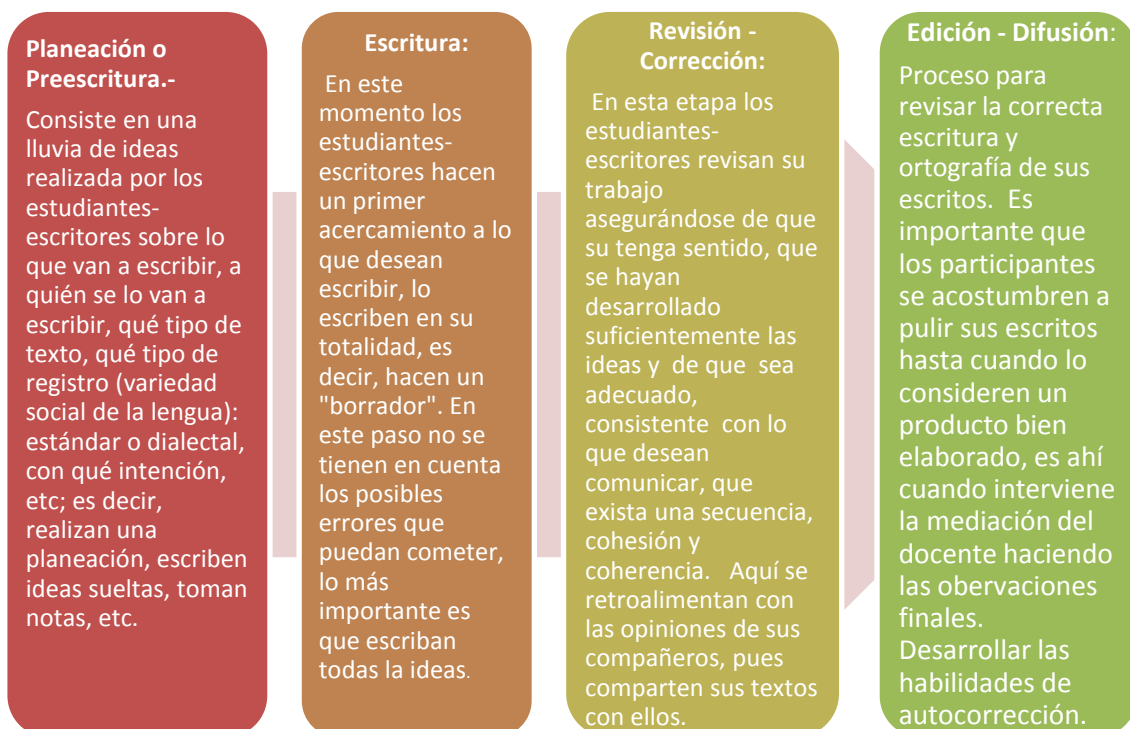 Planeación o
Preescritura.-
Consiste en una
lluvia de ideas
realizada por los
estudiantes-
escritores sobre lo
que van a escribir, a
quién se lo van a
escribir, qué tipo de
texto, qué tipo de
registro (variedad
social de la lengua):
estándar o dialectal,
con qué intención,
etc; es decir,
realizan una
planeación, escriben
ideas sueltas, toman
notas, etc.
Escritura:
En este
momento los
estudiantes-
escritores hacen
un primer
acercamiento a lo
que desean
escribir, lo
escriben en su
totalidad, es
decir, hacen un
"borrador". En
este paso no se
tienen en cuenta
los posibles
errores que
puedan cometer,
lo más
importante es
que escriban
todas la ideas.
Revisión -
Corrección:
En esta etapa los
estudiantes-
escritores revisan su
trabajo
asegurándose de que
su tenga sentido, que
se hayan
desarrollado
suficientemente las
ideas y de que sea
adecuado,
consistente con lo
que desean
comunicar, que
exista una secuencia,
cohesión y
coherencia. Aquí se
retroalimentan con
las opiniones de sus
compañeros, pues
comparten sus textos
con ellos.
Edición - Difusión:
Proceso para
revisar la correcta
escritura y
ortografía de sus
escritos. Es
importante que
los participantes
se acostumbren a
pulir sus escritos
hasta cuando lo
consideren un
producto bien
elaborado, es ahí
cuando interviene
la mediación del
docente haciendo
las obervaciones
finales.
Desarrollar las
habilidades de
autocorrección.